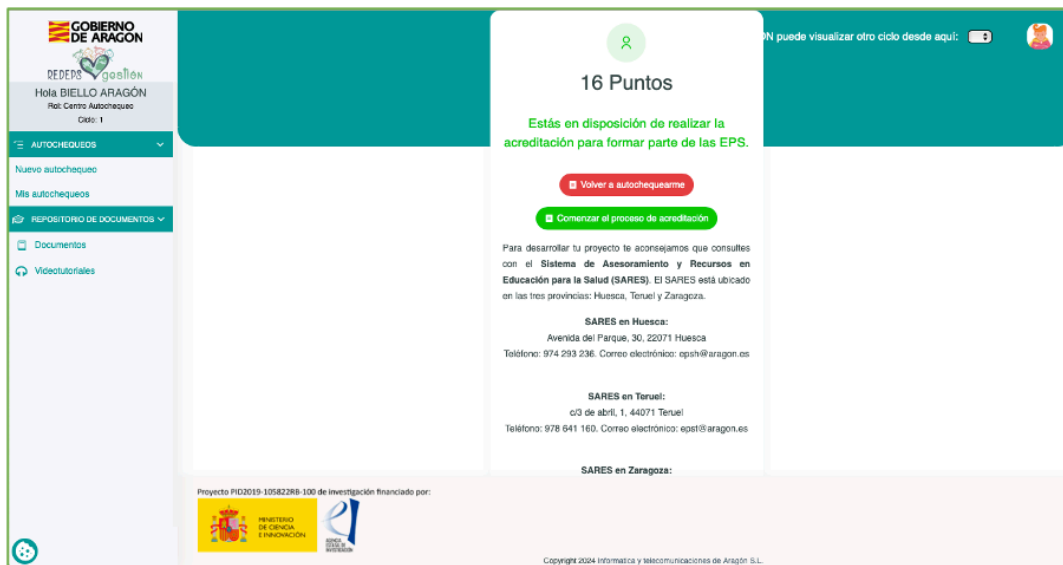 GOBIERNO
DE ARAGON
REDEPS gestión
Hola BIELLO ARAGÓN
Rol: Centro Autochequeo
Ciclo: 1
AUTOCHEQUEOS
Nuevo autochequeo
Mis autochequeos
REPOSITORIO DE DOCUMENTOS
Documentos
Videotutoriales
ON puede visualizar otro ciclo desde aquí:
16 Puntos
Estás en disposición de realizar la
acreditación para formar parte de las EPS.
Volver a autochequearme
Comenzar el proceso de acreditación
Para desarrollar tu proyecto te aconsejamos que consultes
con el Sistema de Asesoramiento y Recursos en
Educación para la Salud (SARES). El SARES está ubicado
en las tres provincias: Huesca, Teruel y Zaragoza.
SARES en Huesca:
Avenida del Parque, 30, 22071 Huesca
Teléfono: 974 293 236. Correo electrónico: epsh@aragon.es
SARES en Teruel:
c/3 de abril, 1, 44071 Teruel
Teléfono: 978 641 160. Correo electrónico: epst@aragon.es
SARES en Zaragoza:
Proyecto PID2019-105822RB-100 de investigación financiado por:
MINISTERIO
DE CIENCIA
E INNOVACIÓN
AGENCIA
ESTATAL DE
INVESTIGACIÓN
Copyright 2024 Informatica y telecomunicaciones de Aragón S.L.